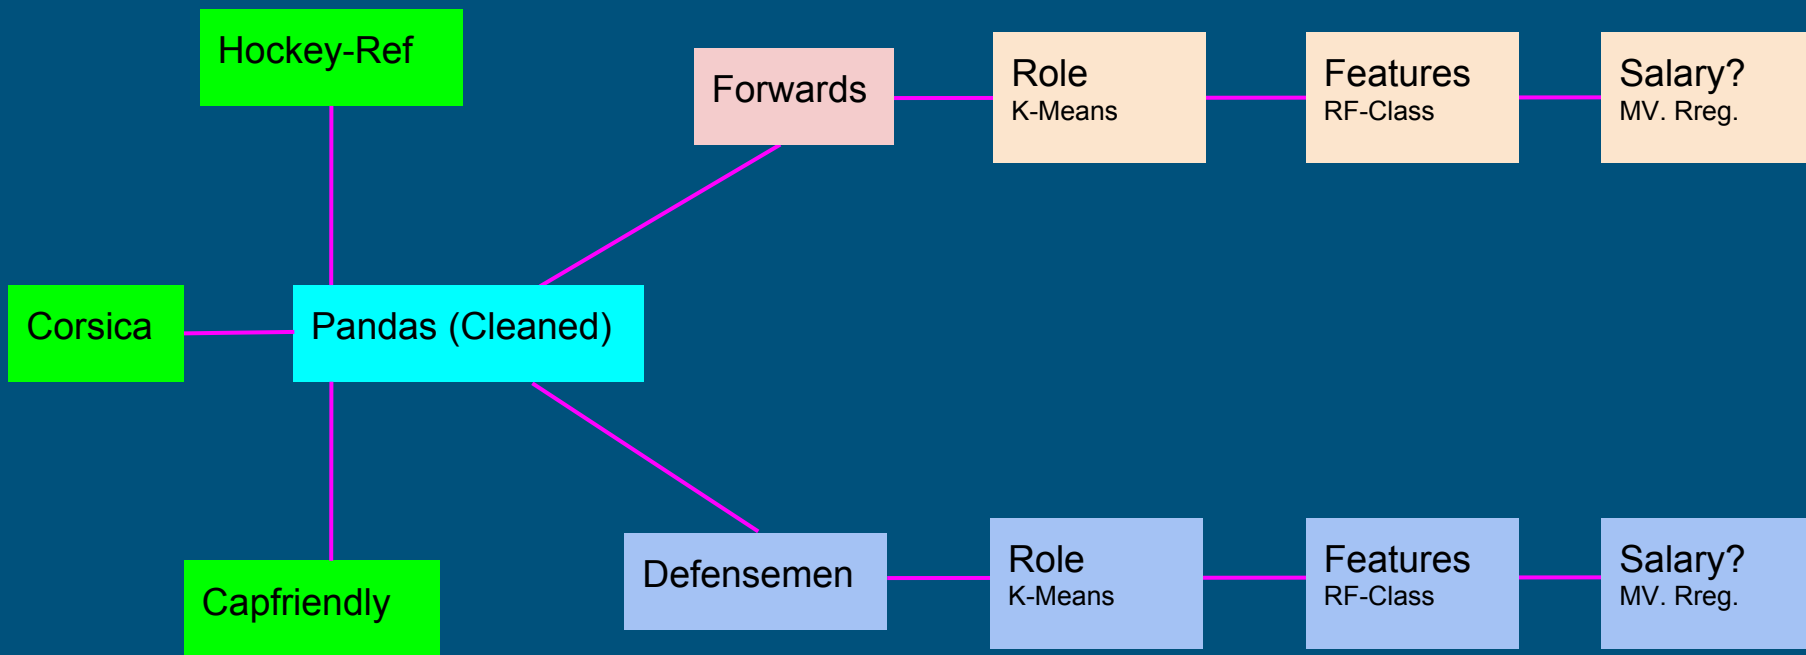 Hockey-Ref
Corsica
Pandas (Cleaned)
Capfriendly
Forwards
Role
K-Means
Features
RF-Class
Salary?
MV. Rreg.
Defensemen
Role
K-Means
Features
RF-Class
Salary?
MV. Rreg.